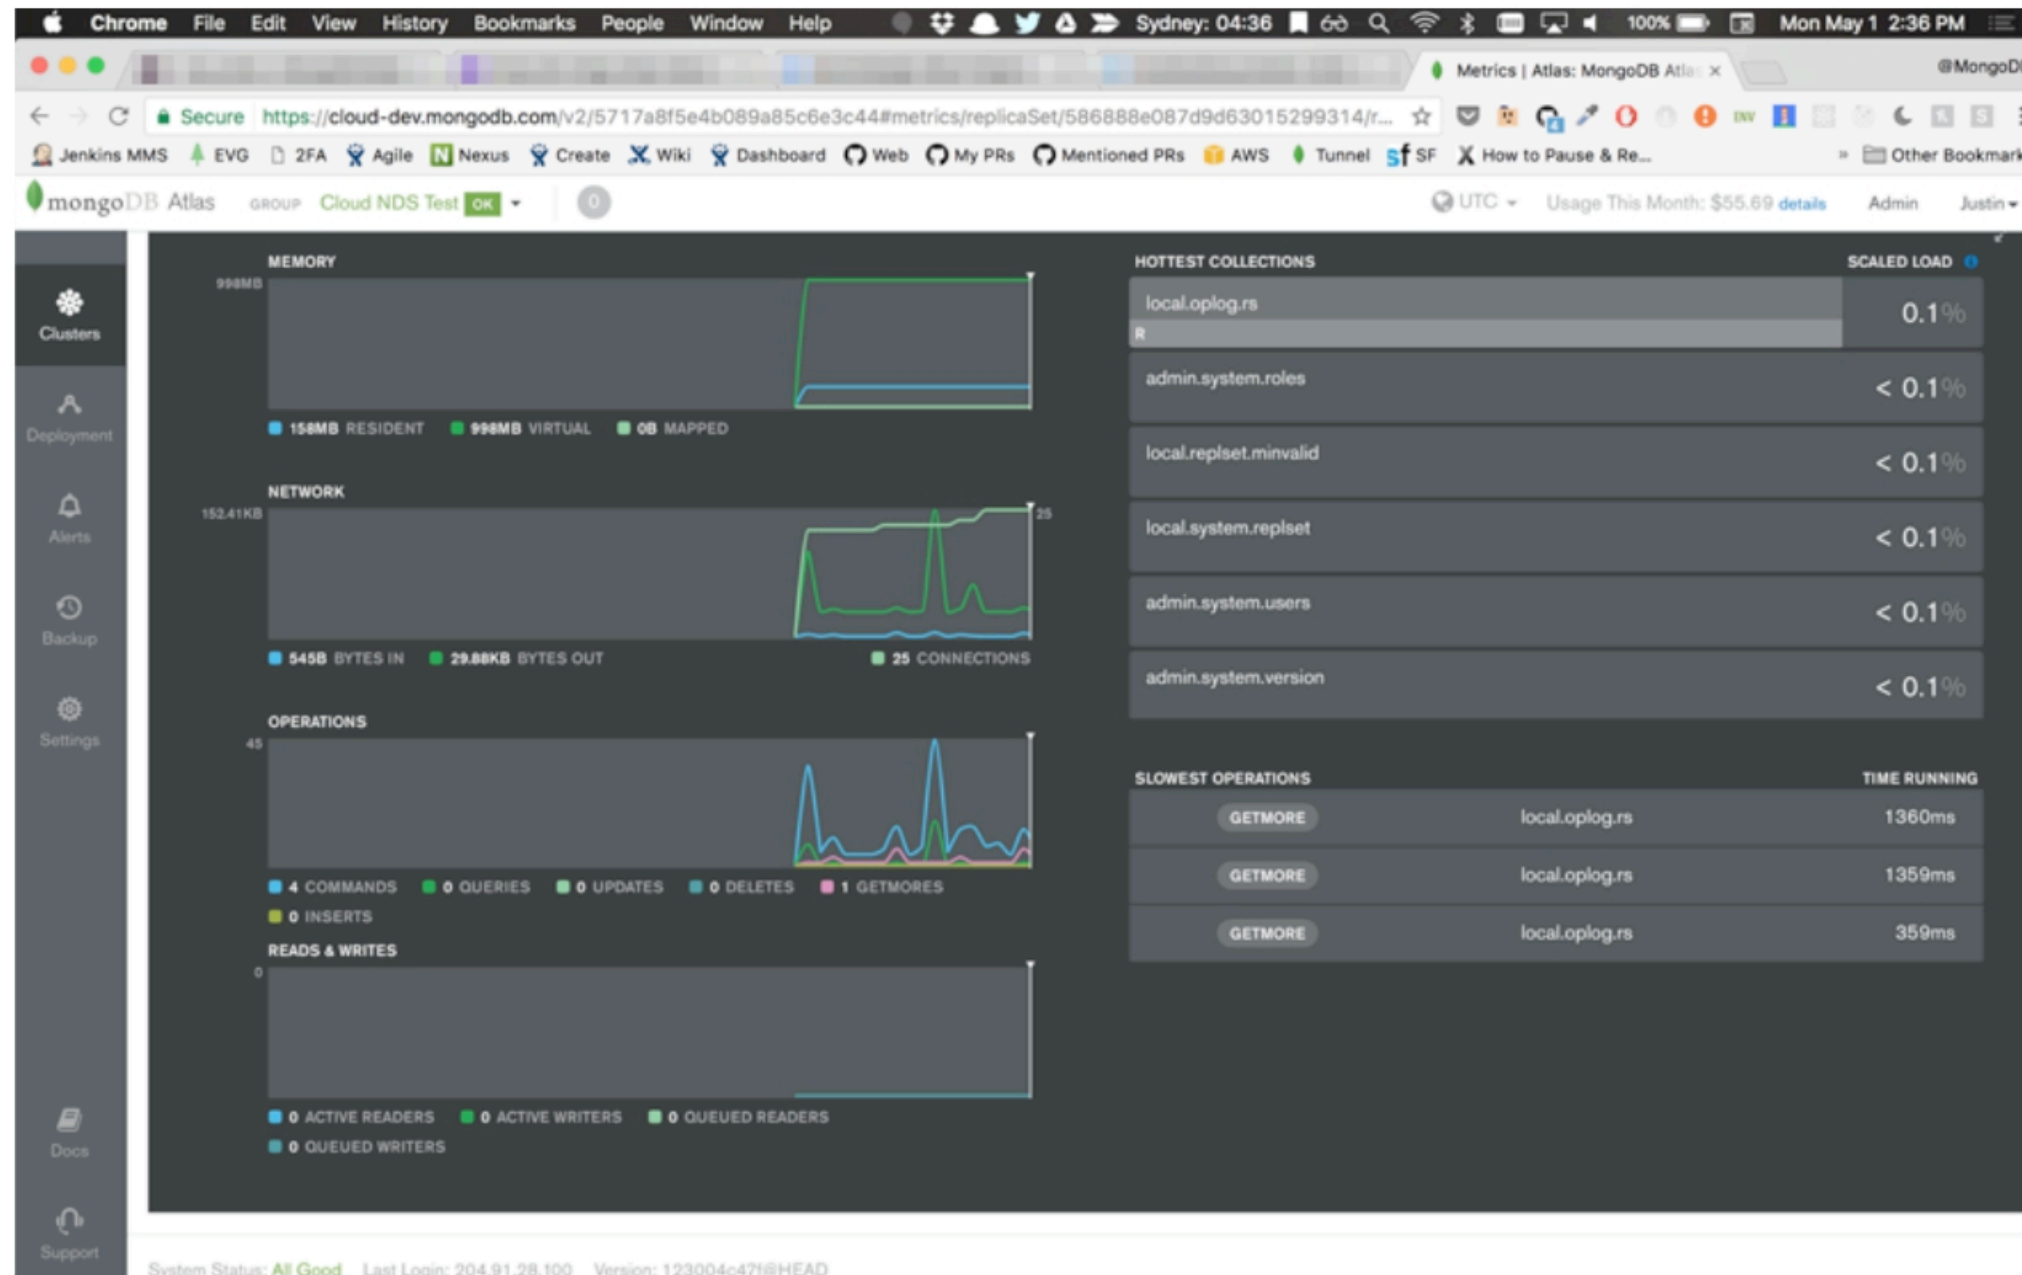 Chrome File Edit View History Bookmarks People Window Help Sydney: 04:36 100% Mon May 1 2:36 PM
Metrics | Atlas: MongoDB Atlas @MongoDB
Secure https://cloud-dev.mongodb.com/v2/5717a8f5e4b089a85c6e3c44#metrics/replicaSet/586888e087d9d63015299314/r...
Jenkins MMS EVG 2FA Agile Nexus Create Wiki Dashboard Web My PRs Mentioned PRs AWS Tunnel SF How to Pause & Re... » Other Bookmark
mongoDB Atlas GROUP Cloud NDS Test OK 0 UTC Usage This Month: $55.69 details Admin Justin
Clusters
Deployment
Alerts
Backup
Settings
Docs
Support
MEMORY
998MB
158MB RESIDENT 998MB VIRTUAL 0B MAPPED
NETWORK
152.41KB 25
545B BYTES IN 29.88KB BYTES OUT 25 CONNECTIONS
OPERATIONS
45
4 COMMANDS 0 QUERIES 0 UPDATES 0 DELETES 1 GETMORES
0 INSERTS
READS & WRITES
0
0 ACTIVE READERS 0 ACTIVE WRITERS 0 QUEUED READERS
0 QUEUED WRITERS
HOTTEST COLLECTIONS SCALED LOAD
local.oplog.rs 0.1%
R
admin.system.roles < 0.1%
local.replset.minvalid < 0.1%
local.system.replset < 0.1%
admin.system.users < 0.1%
admin.system.version < 0.1%
SLOWEST OPERATIONS TIME RUNNING
GETMORE local.oplog.rs 1360ms
GETMORE local.oplog.rs 1359ms
GETMORE local.oplog.rs 359ms
System Status: All Good Last Login: 204.91.28.100 Version: 123004c47f@HEAD